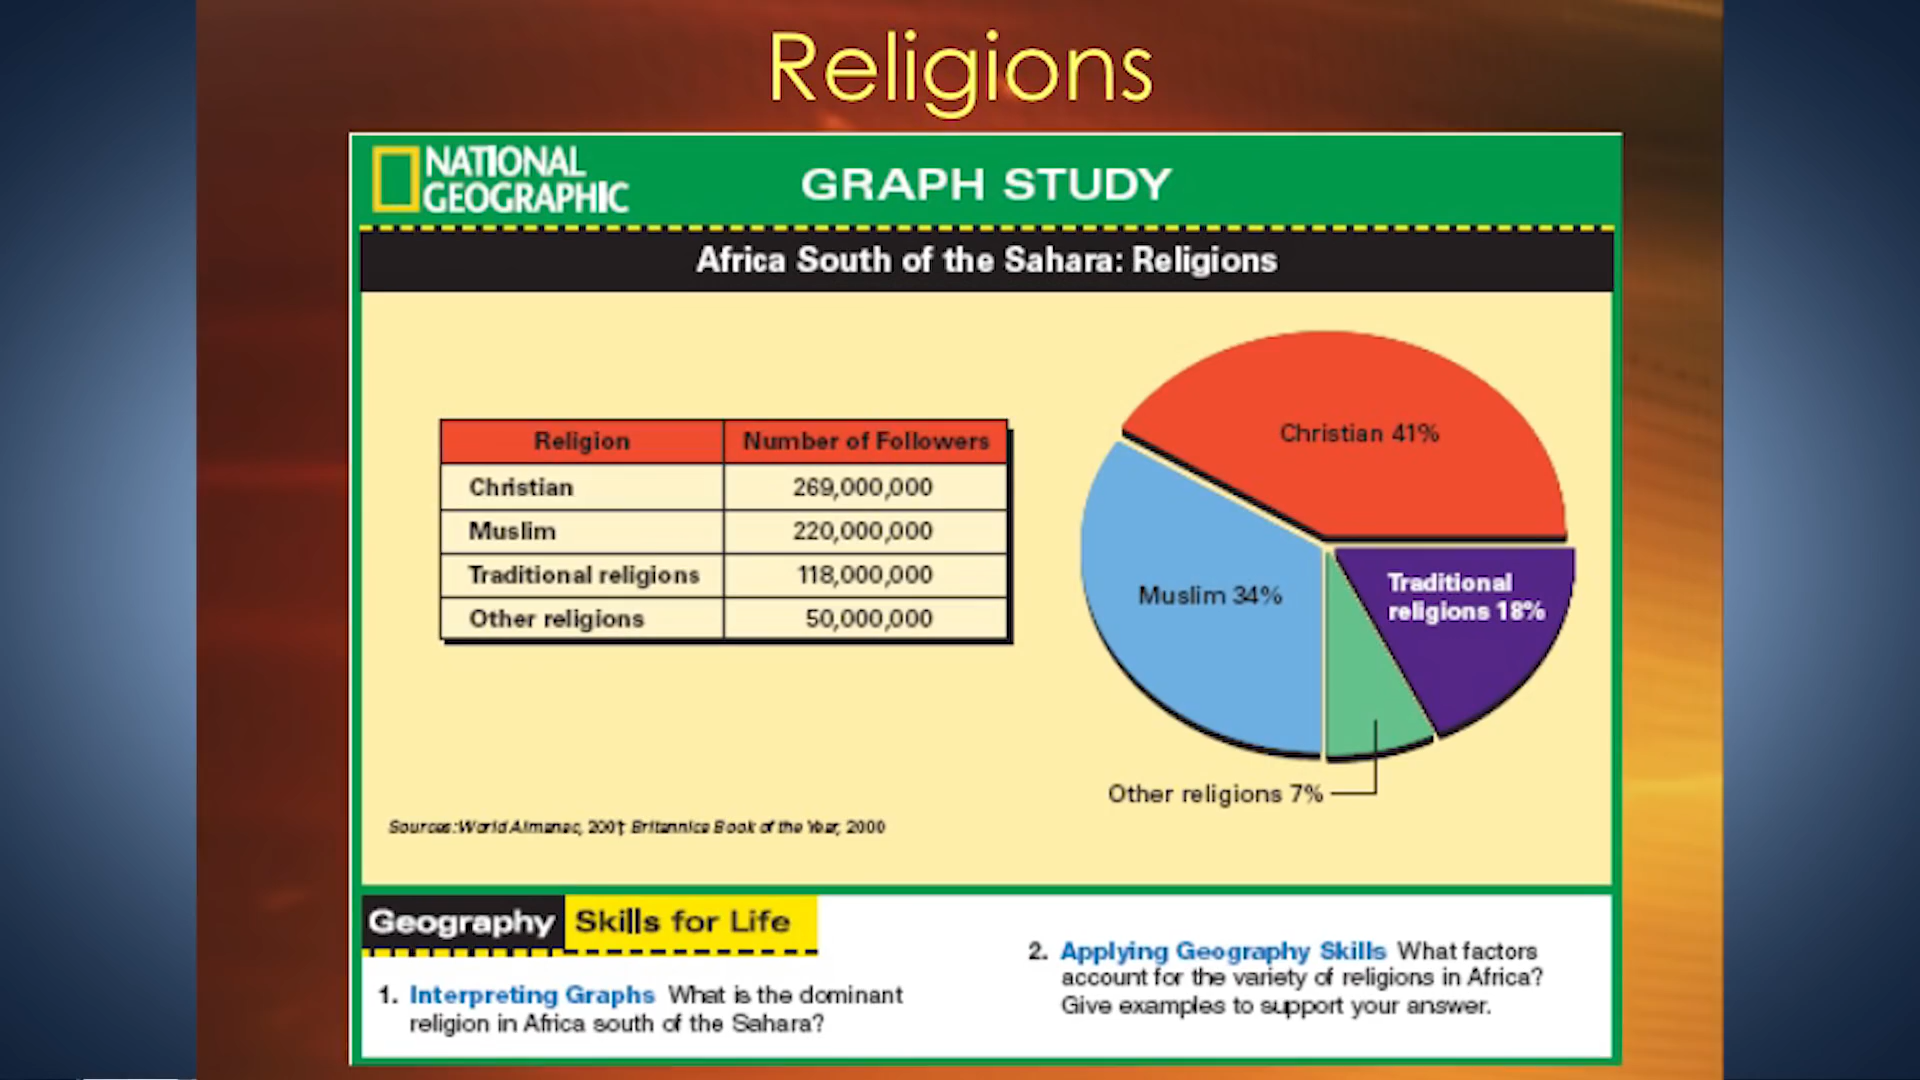 Religions
NATIONAL
GEOGRAPHIC
GRAPH STUDY
Africa South of the Sahara: Religions
Religion Number of Followers
Christian 269,000,000
Muslim 220,000,000
Traditional religions 118,000,000
Other religions 50,000,000
Christian 41%
Muslim 34%
Traditional
religions 18%
Other religions 7%
Sources: World Almanac, 2001; Britannica Book of the Year, 2000
Geography Skills for Life
1. Interpreting Graphs What is the dominant
religion in Africa south of the Sahara?
2. Applying Geography Skills What factors
account for the variety of religions in Africa?
Give examples to support your answer.